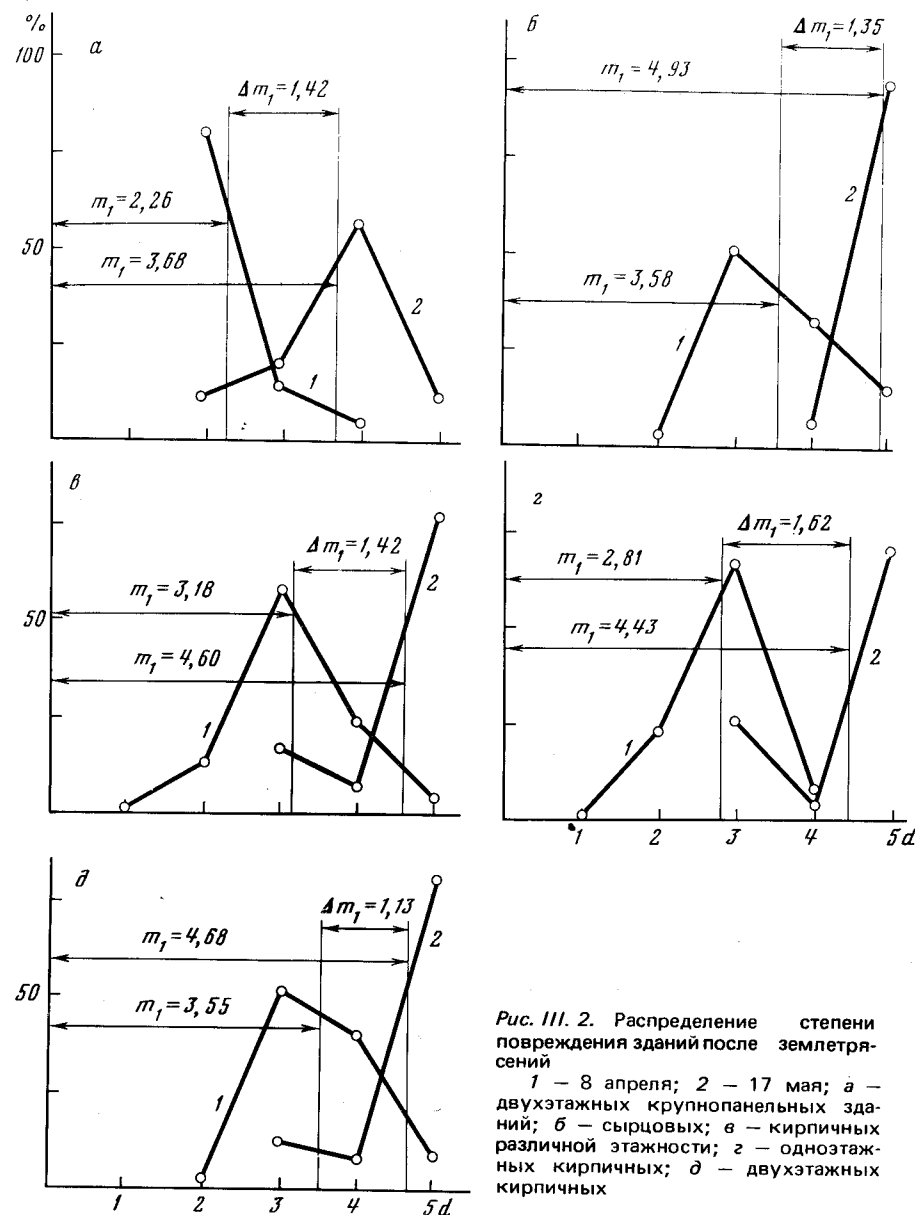 %
100
а
Δm₁=1,42
m₁=2,26
50
m₁=3,68
2
1
б
Δm₁=1,35
m₁=4,93
2
m₁=3,58
1
в
Δm₁=1,42
2
m₁=3,18
50
m₁=4,60
1
г
Δm₁=1,62
m₁=2,81
m₁=4,43
2
1
1 2 3 4 5 d
д
Δm₁=1,13
m₁=4,68
2
50
m₁=3,55
1
1 2 3 4 5 d
Рис. III. 2. Распределение степени
повреждения зданий после землетря-
сений
1 — 8 апреля; 2 — 17 мая; а —
двухэтажных крупнопанельных зда-
ний; б — сырцовых; в — кирпичных
различной этажности; г — одноэтаж-
ных кирпичных; д — двухэтажных
кирпичных